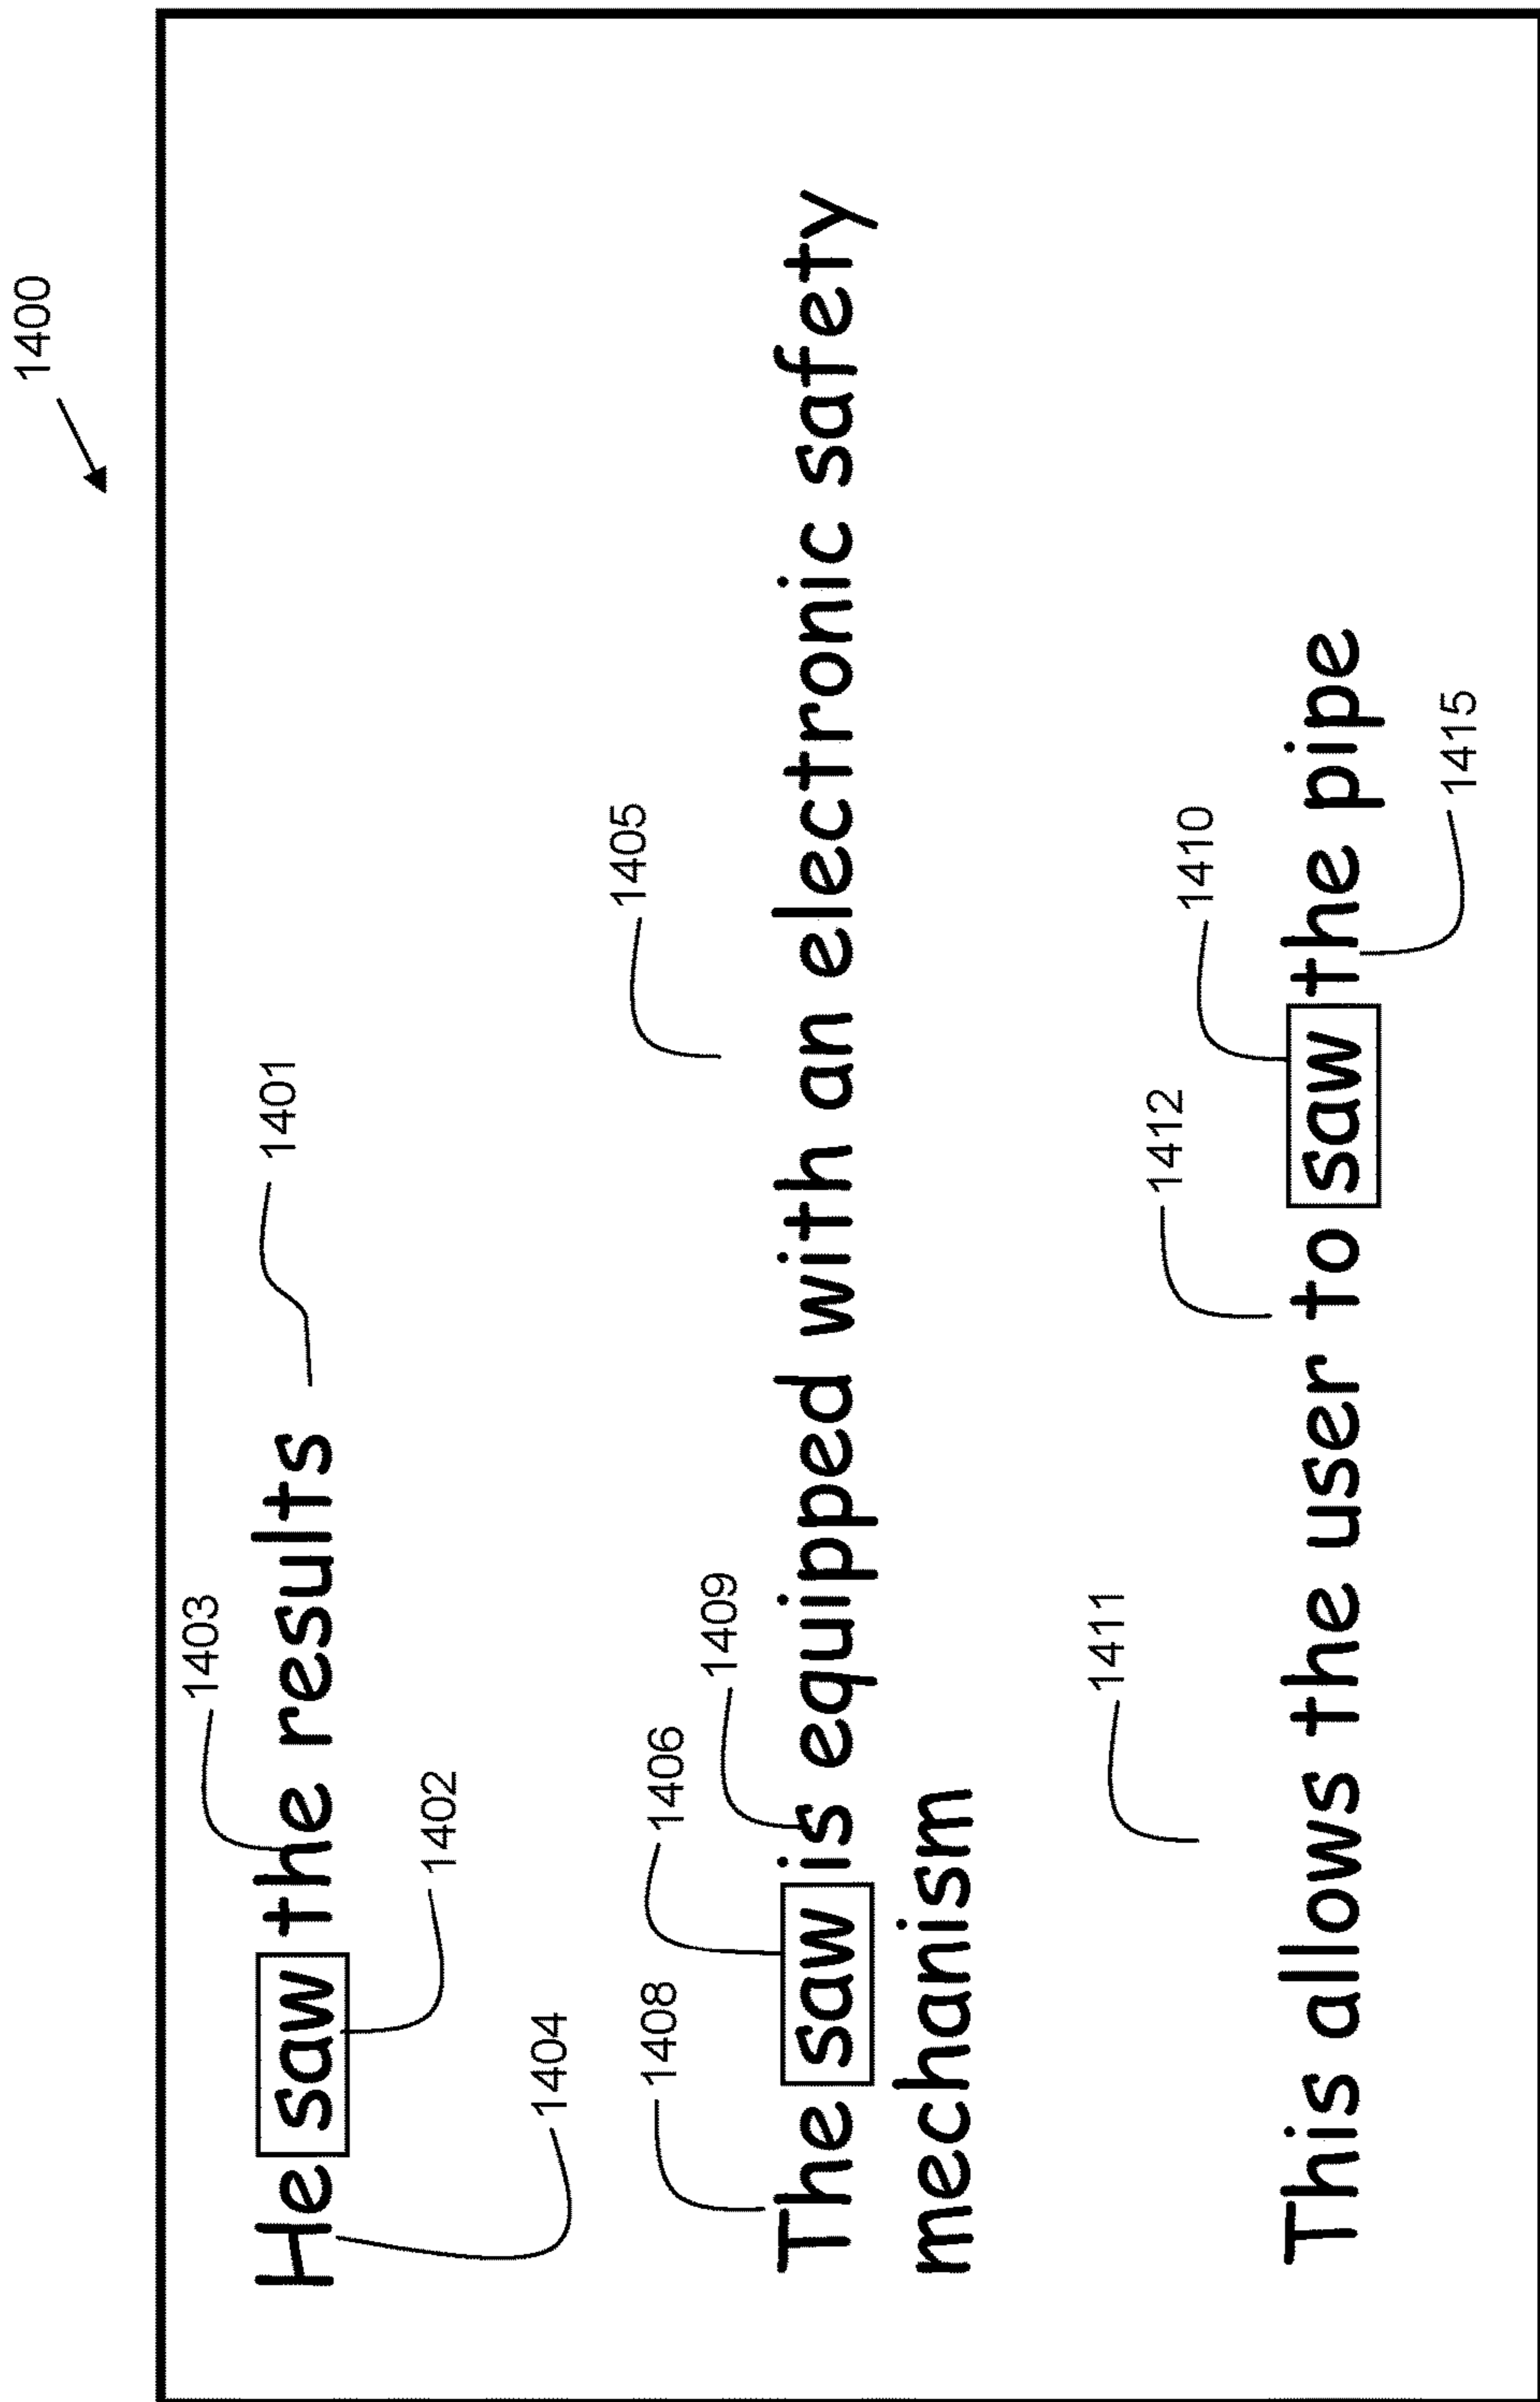 1400
1403
1401
He saw the results
1402
1404
1405
1408 1406 1409
The saw is equipped with an electronic safety
mechanism
1411 1412 1410
This allows the user to saw the pipe
1415